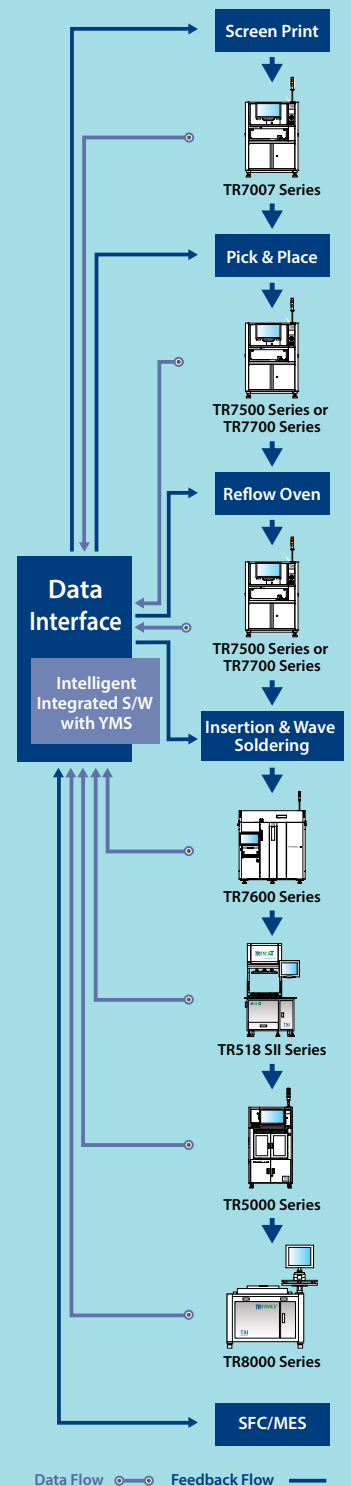 Screen Print
TR7007 Series
Pick & Place
TR7500 Series or
TR7700 Series
Reflow Oven
Data
Interface
Intelligent
Integrated S/W
with YMS
TR7500 Series or
TR7700 Series
Insertion & Wave
Soldering
TR7600 Series
TR518 SII Series
TR5000 Series
TR8000 Series
SFC/MES
Data Flow Feedback Flow